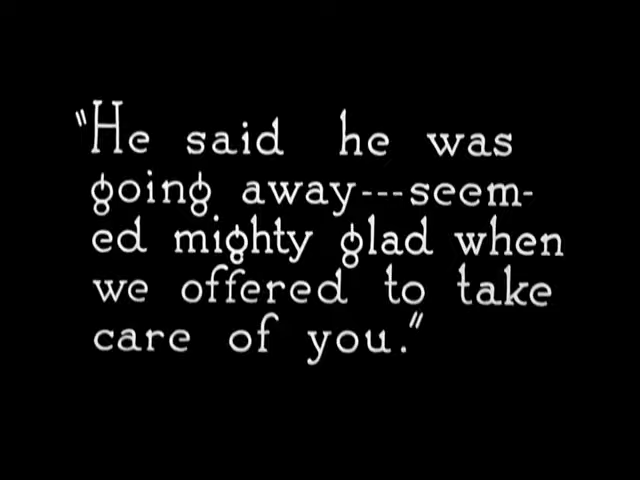 "He said he was
going away---seem-
ed mighty glad when
we offered to take
care of you."